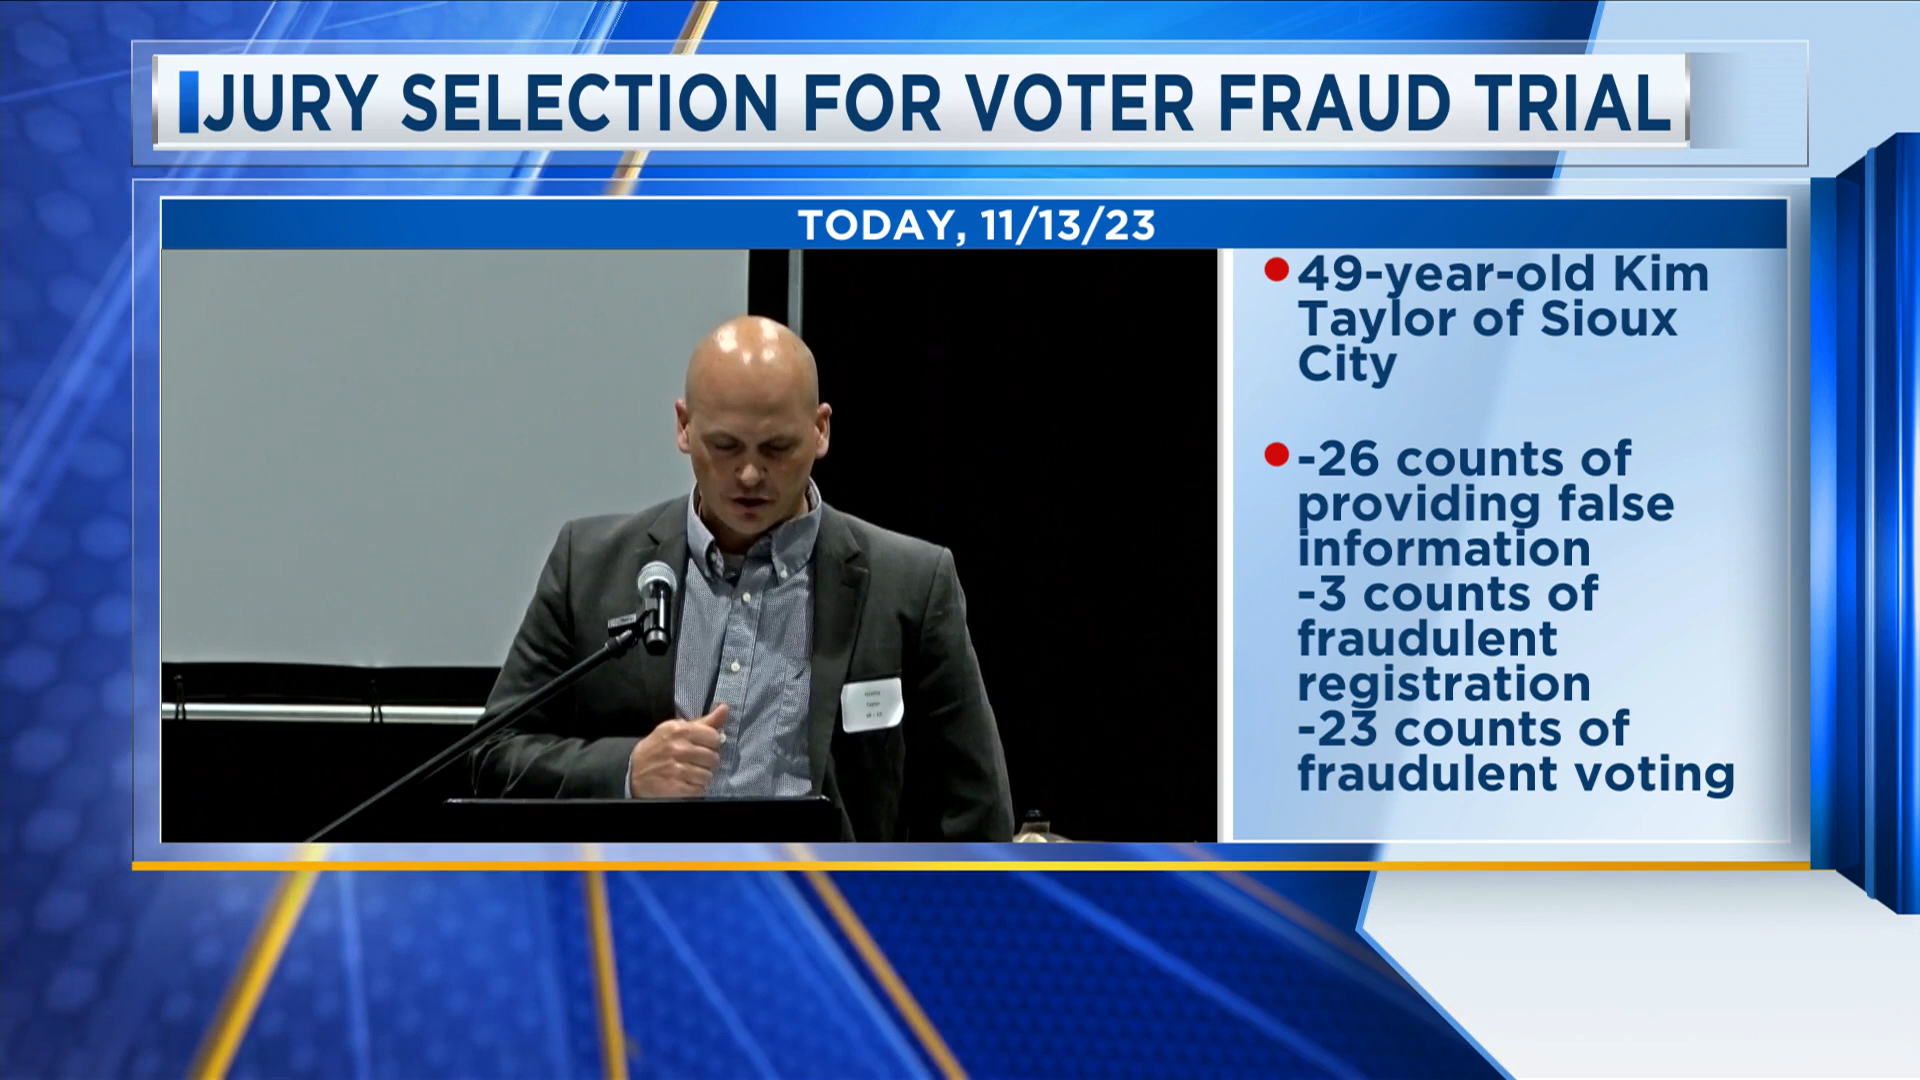 JURY SELECTION FOR VOTER FRAUD TRIAL
TODAY, 11/13/23
49-year-old Kim
Taylor of Sioux
City
-26 counts of
providing false
information
-3 counts of
fraudulent
registration
-23 counts of
fraudulent voting